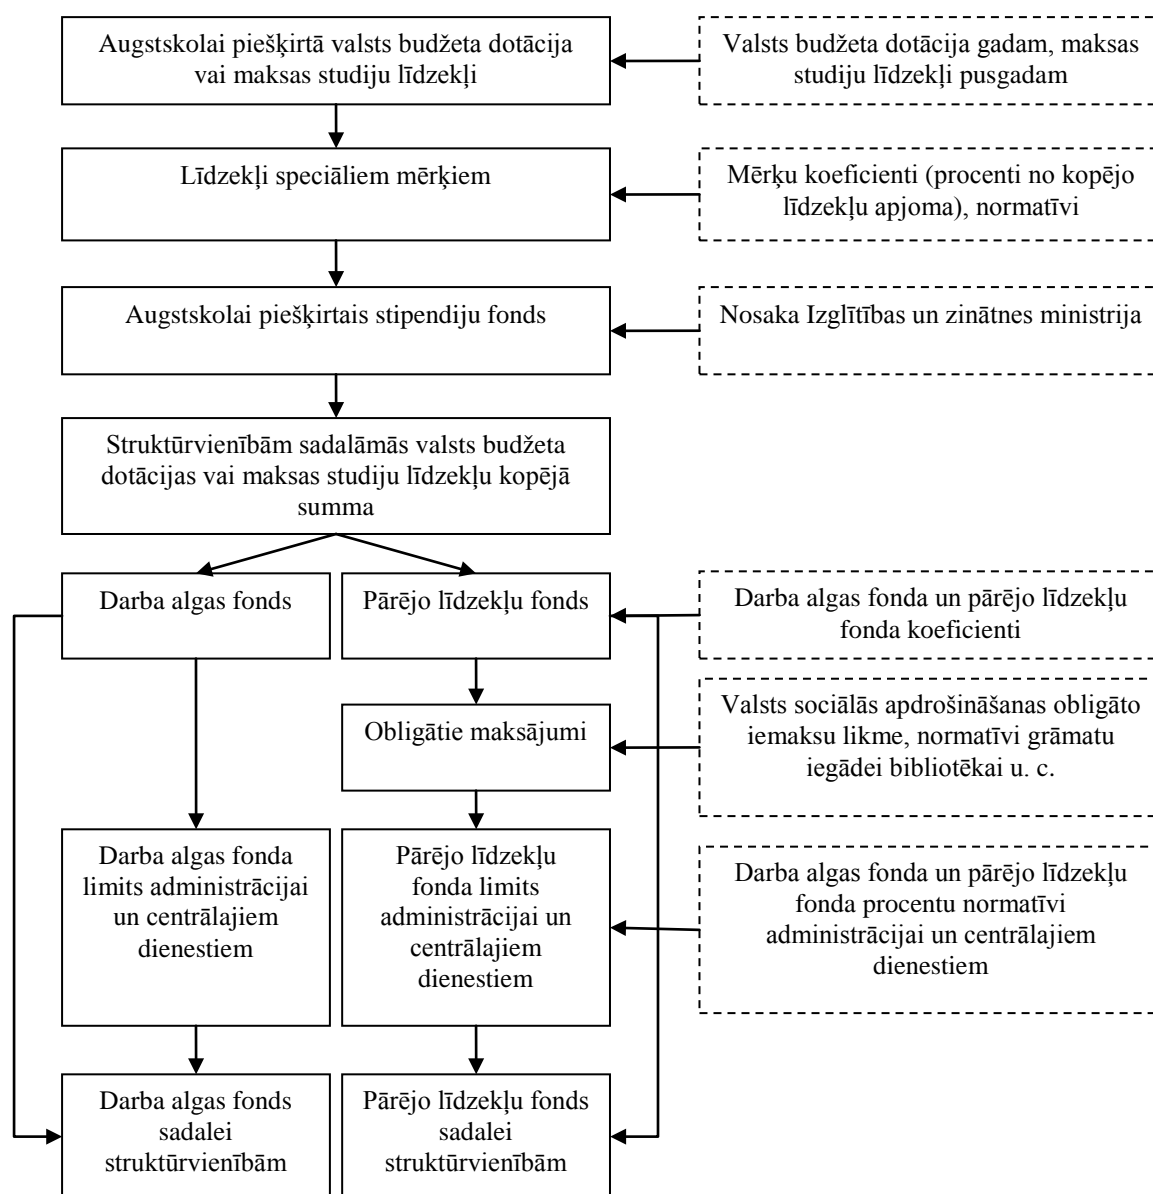 Augstskolai piešķirtā valsts budžeta dotācija
vai maksas studiju līdzekļi
Valsts budžeta dotācija gadam, maksas
studiju līdzekļi pusgadam
Līdzekļi speciāliem mērķiem
Mērķu koeficienti (procenti no kopējo
līdzekļu apjoma), normatīvi
Augstskolai piešķirtais stipendiju fonds
Nosaka Izglītības un zinātnes ministrija
Struktūrvienībām sadalāmās valsts budžeta
dotācijas vai maksas studiju līdzekļu kopējā
summa
Darba algas fonds
Pārējo līdzekļu fonds
Darba algas fonda un pārējo līdzekļu
fonda koeficienti
Obligātie maksājumi
Valsts sociālās apdrošināšanas obligāto
iemaksu likme, normatīvi grāmatu
iegādei bibliotēkai u. c.
Darba algas fonda
limits administrācijai
un centrālajiem
dienestiem
Pārējo līdzekļu
fonda limits
administrācijai un
centrālajiem
dienestiem
Darba algas fonda un pārējo līdzekļu
fonda procentu normatīvi
administrācijai un centrālajiem
dienestiem
Darba algas fonds
sadalei
struktūrvienībām
Pārējo līdzekļu fonds
sadalei
struktūrvienībām